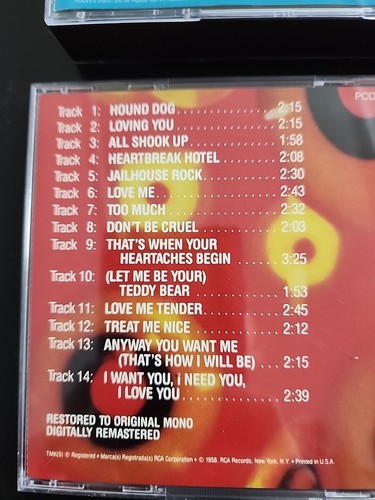 PCD
Track 1: HOUND DOG 2:15
Track 2: LOVING YOU 2:15
Track 3: ALL SHOOK UP 1:58
Track 4: HEARTBREAK HOTEL 2:08
Track 5: JAILHOUSE ROCK 2:30
Track 6: LOVE ME 2:43
Track 7: TOO MUCH 2:32
Track 8: DON'T BE CRUEL 2:03
Track 9: THAT'S WHEN YOUR
HEARTACHES BEGIN 3:25
Track 10: (LET ME BE YOUR)
TEDDY BEAR 1:53
Track 11: LOVE ME TENDER 2:45
Track 12: TREAT ME NICE 2:12
Track 13: ANYWAY YOU WANT ME
(THAT'S HOW I WILL BE) 2:15
Track 14: I WANT YOU, i NEED YOU,
I LOVE YOU 2:39
RESTORED TO ORIGINAL MONO
DIGITALLY REMASTERED
TMK(S) ® Registered • Marca(s) Registrada(s) RCA Corporation • © 1958, RCA Records, New York, N.Y. • Printed in U.S.A.